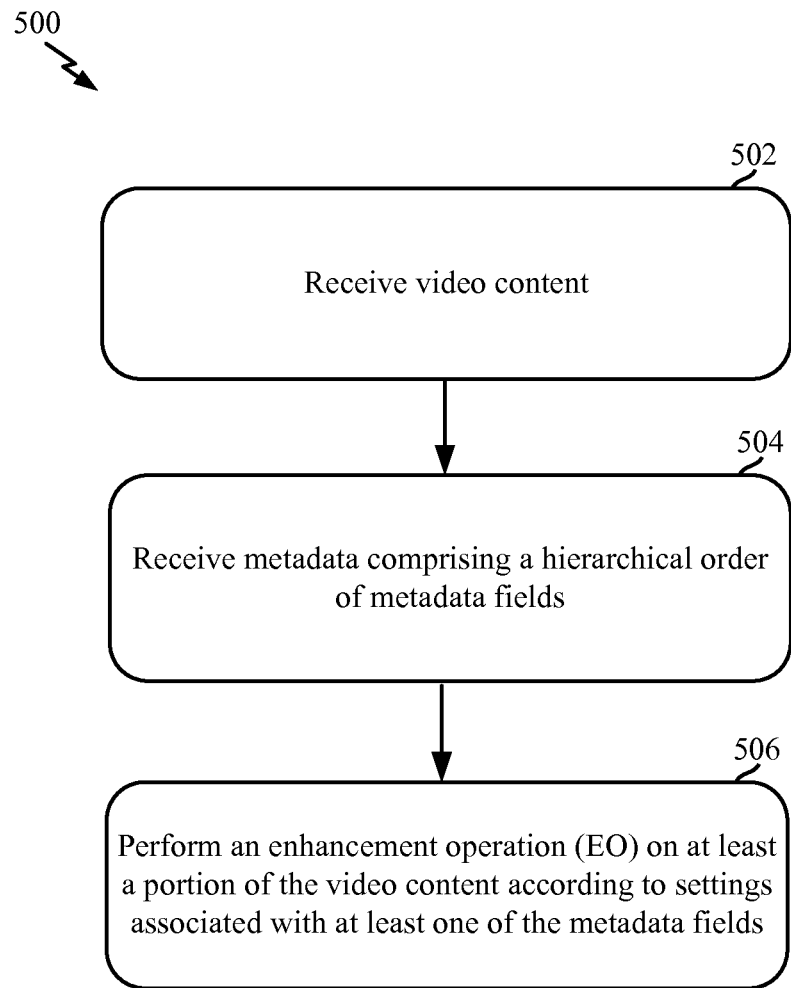 500
502
Receive video content
504
Receive metadata comprising a hierarchical order
of metadata fields
506
Perform an enhancement operation (EO) on at least
a portion of the video content according to settings
associated with at least one of the metadata fields